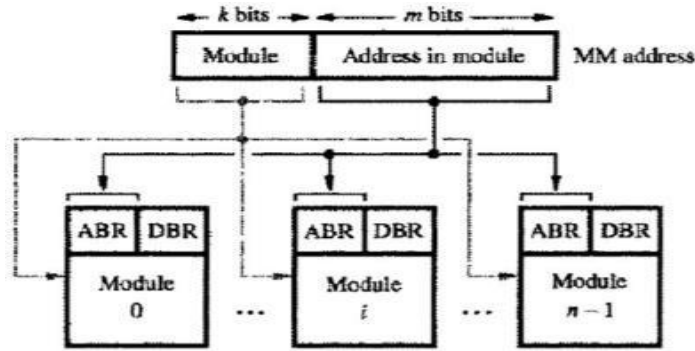 k bits m bits
Module Address in module MM address
ABR DBR ABR DBR ABR DBR
Module Module Module
0 ... i ... n − 1